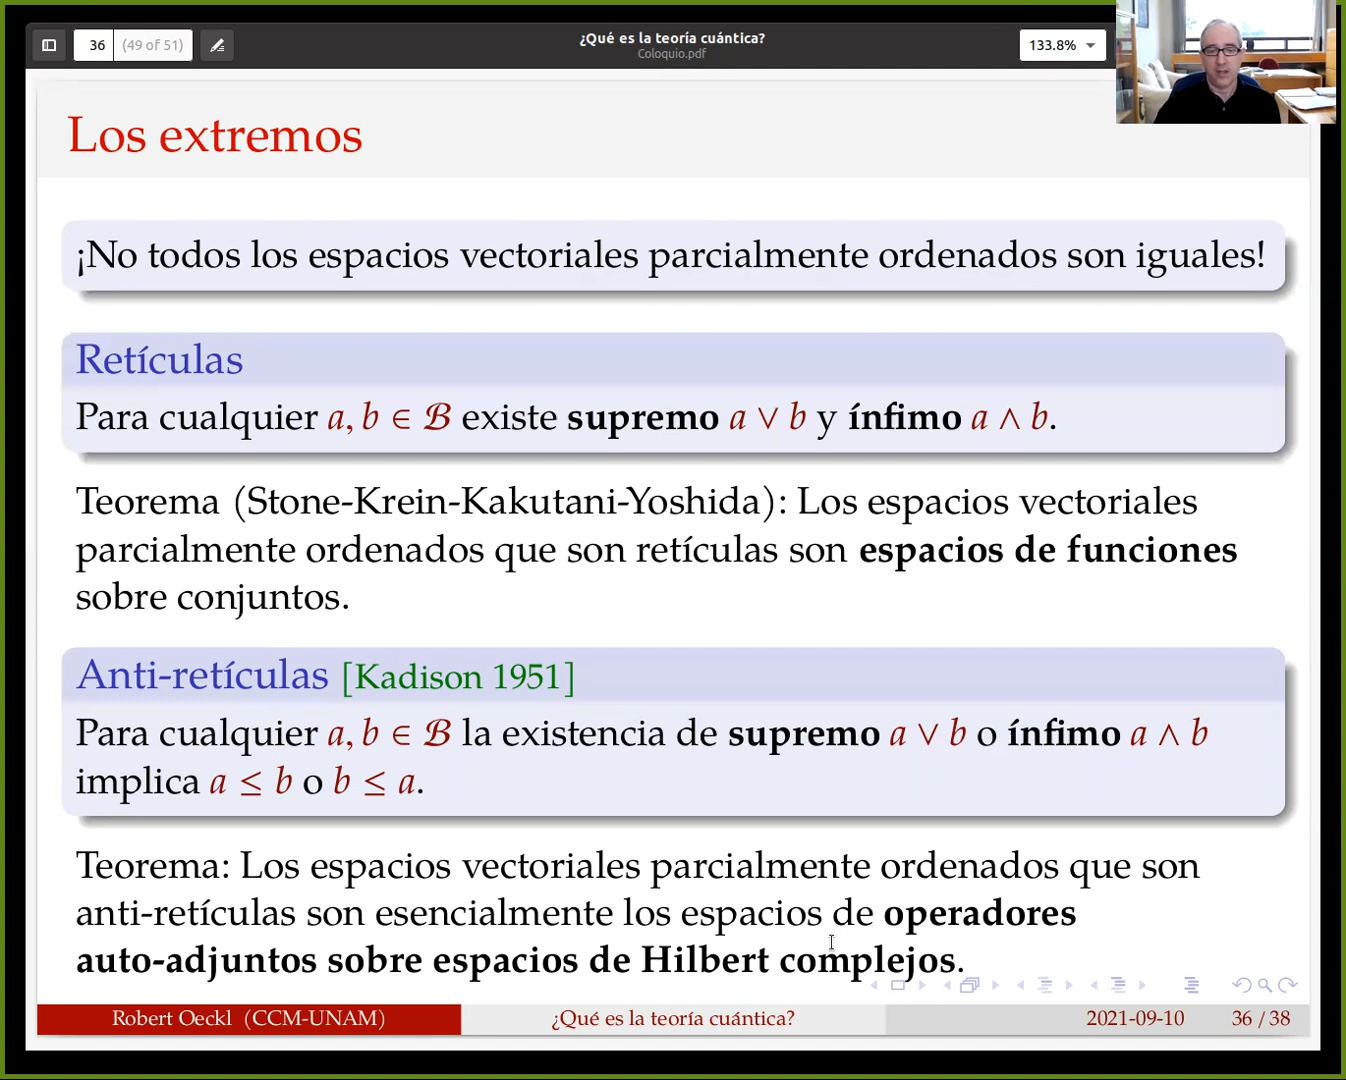 36 (49 of 51)
¿Qué es la teoría cuántica?
Coloquio.pdf
133.8%
Los extremos
¡No todos los espacios vectoriales parcialmente ordenados son iguales!
Retículas
Para cualquier a, b ∈ ℬ existe supremo a ∨ b y ínfimo a ∧ b.
Teorema (Stone-Krein-Kakutani-Yoshida): Los espacios vectoriales
parcialmente ordenados que son retículas son espacios de funciones
sobre conjuntos.
Anti-retículas [Kadison 1951]
Para cualquier a, b ∈ ℬ la existencia de supremo a ∨ b o ínfimo a ∧ b
implica a ≤ b o b ≤ a.
Teorema: Los espacios vectoriales parcialmente ordenados que son
anti-retículas son esencialmente los espacios de operadores
auto-adjuntos sobre espacios de Hilbert complejos.
Robert Oeckl (CCM-UNAM) ¿Qué es la teoría cuántica? 2021-09-10 36 / 38